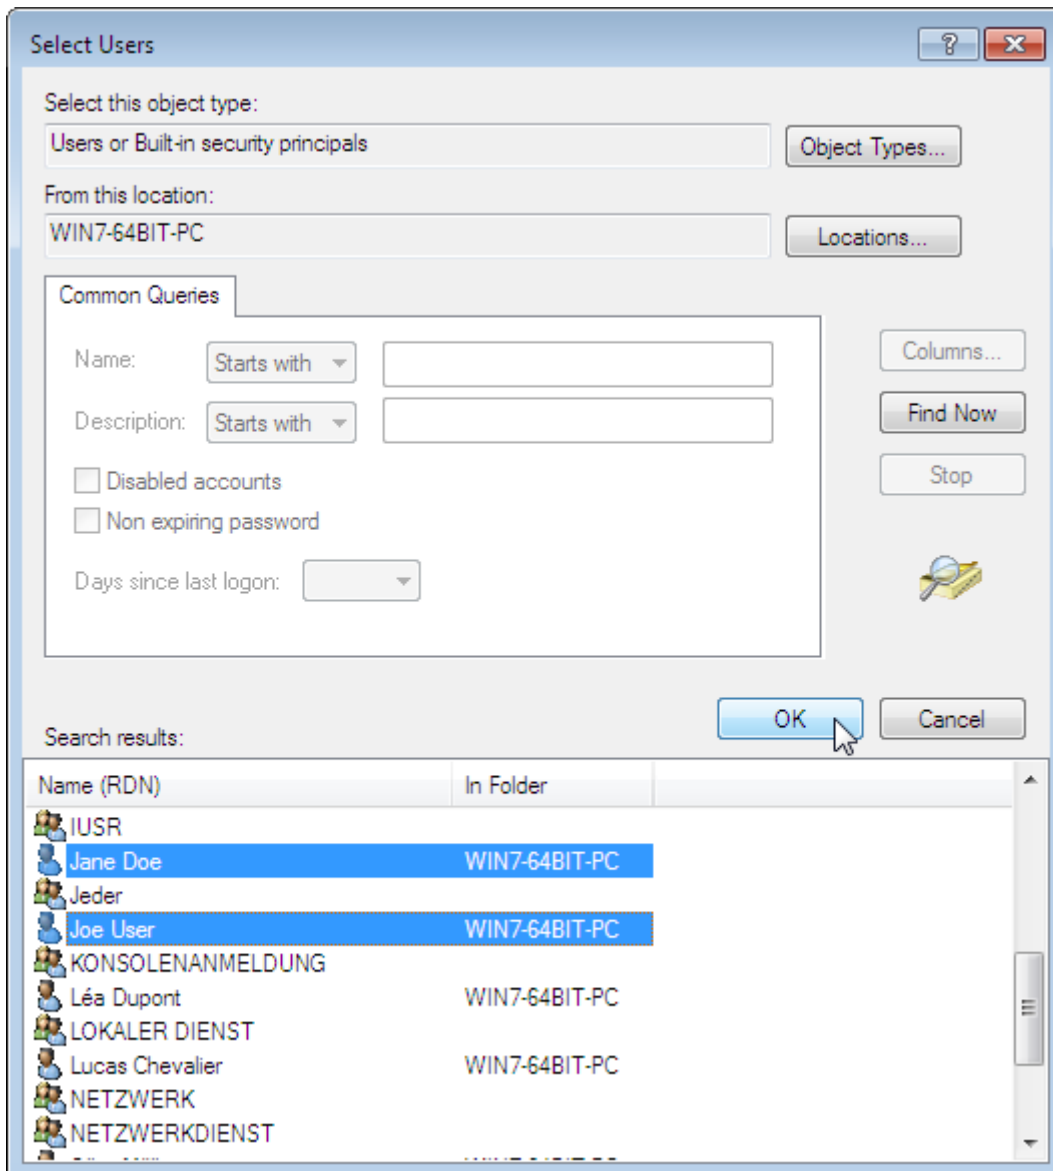 Select Users
Select this object type:
Users or Built-in security principals
Object Types...
From this location:
WIN7-64BIT-PC
Locations...
Common Queries
Name:
Starts with
Columns...
Description:
Starts with
Find Now
Disabled accounts
Stop
Non expiring password
Days since last logon:
OK
Cancel
Search results:
Name (RDN) In Folder
IUSR
Jane Doe WIN7-64BIT-PC
Jeder
Joe User WIN7-64BIT-PC
KONSOLENANMELDUNG
Léa Dupont WIN7-64BIT-PC
LOKALER DIENST
Lucas Chevalier WIN7-64BIT-PC
NETZWERK
NETZWERKDIENST